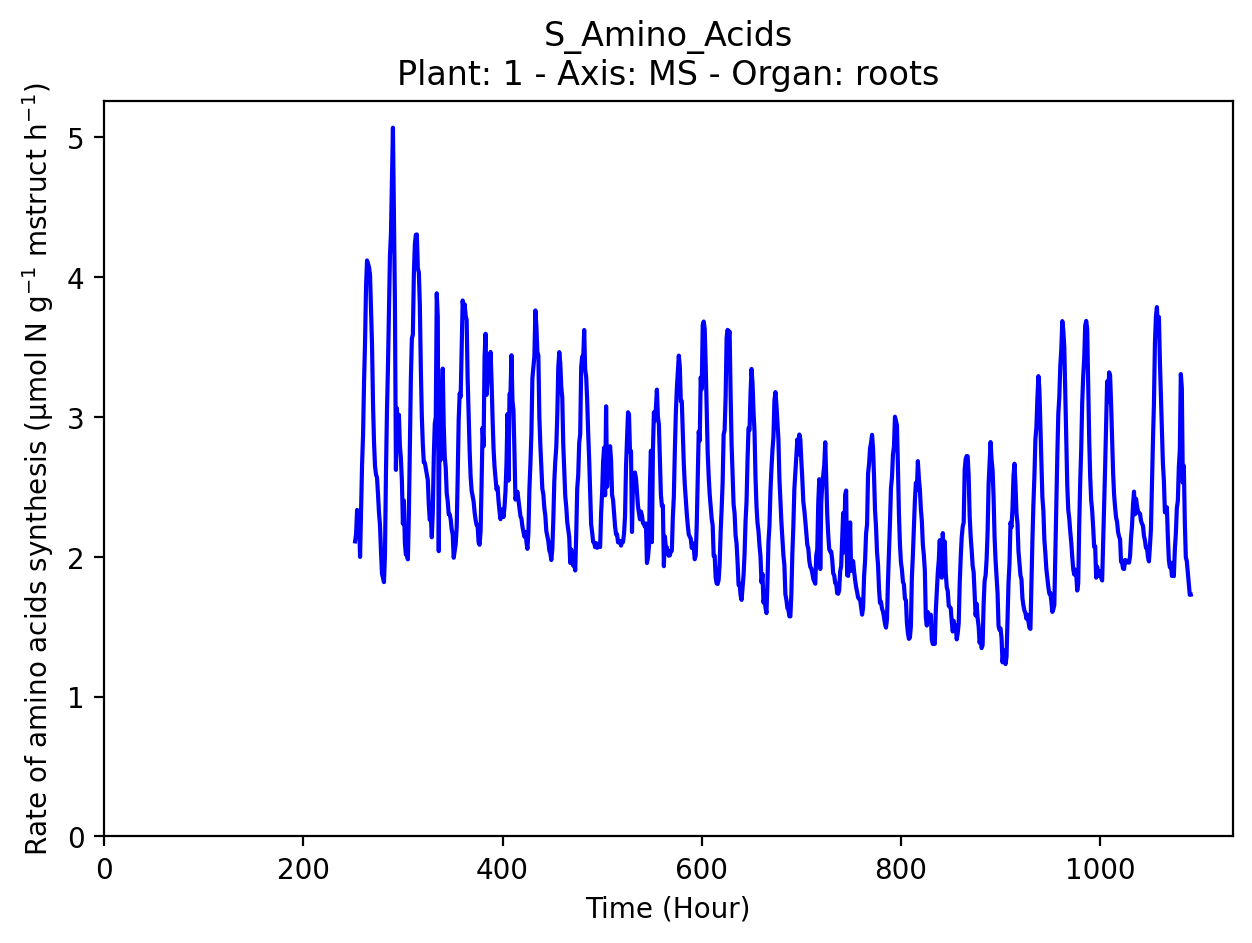 S_Amino_Acids
Plant: 1 - Axis: MS - Organ: roots
Rate of amino acids synthesis (µmol N g⁻¹ mstruct h⁻¹)
5
4
3
2
1
0
0 200 400 600 800 1000
Time (Hour)